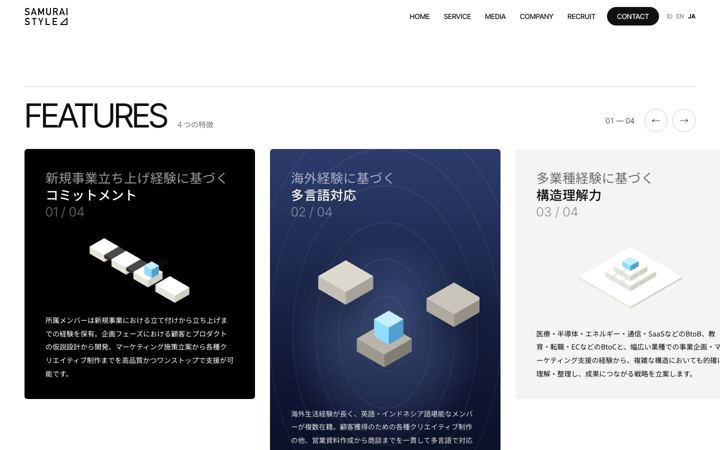 SAMURAI
STYLE
HOME SERVICE MEDIA COMPANY RECRUIT CONTACT ID EN JA
FEATURES 4つの特徴
01 — 04 ← →
新規事業立ち上げ経験に基づく
コミットメント
01 / 04
所属メンバーは新規事業における立て付けから立ち上げま
での経験を保有。企画フェーズにおける顧客とプロダクト
の仮説設計から開発、マーケティング施策立案から各種ク
リエイティブ制作までを高品質かつワンストップで支援が可
能です。
海外経験に基づく
多言語対応
02 / 04
海外生活経験が長く、英語・インドネシア語堪能なメンバ
ーが複数在籍。顧客獲得のための各種クリエイティブ制作
の他、営業資料作成から商談までを一貫して多言語で対応
多業種経験に基づく
構造理解力
03 / 04
医療・半導体・エネルギー・通信・SaaSなどのBtoB、教
育・転職・ECなどのBtoCと、幅広い業種での事業企画・マ
ーケティング支援の経験から、複雑な構造においても的確に
理解・整理し、成果につながる戦略を立案します。